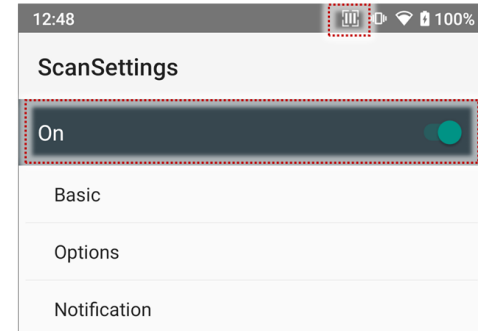 12:48
100%
ScanSettings
On
Basic
Options
Notification